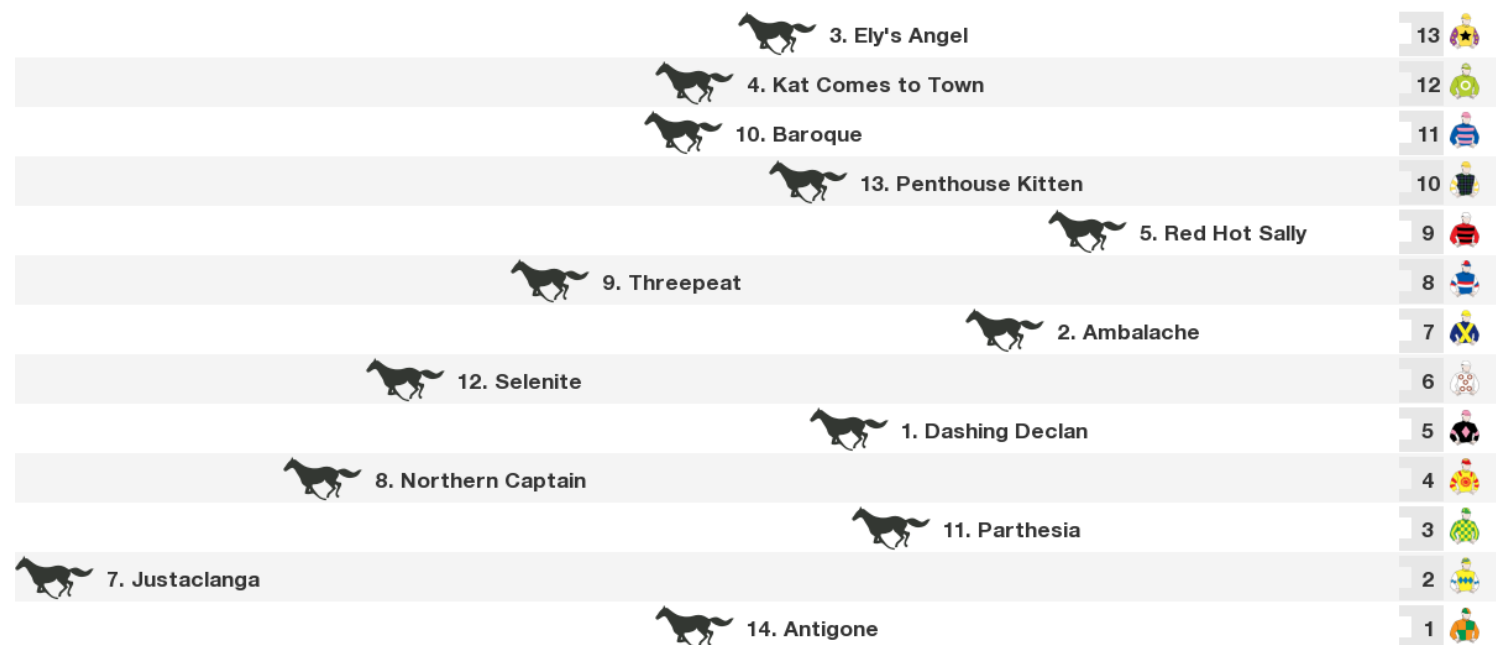 3. Ely's Angel 13
4. Kat Comes to Town 12
10. Baroque 11
13. Penthouse Kitten 10
5. Red Hot Sally 9
9. Threepeat 8
2. Ambalache 7
12. Selenite 6
1. Dashing Declan 5
8. Northern Captain 4
11. Parthesia 3
7. Justaclanga 2
14. Antigone 1